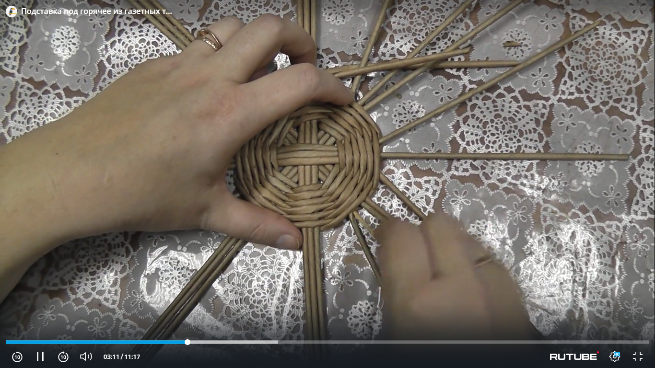 Подставка под горячее из газетных т...
03:11 / 11:17
RUTUBE